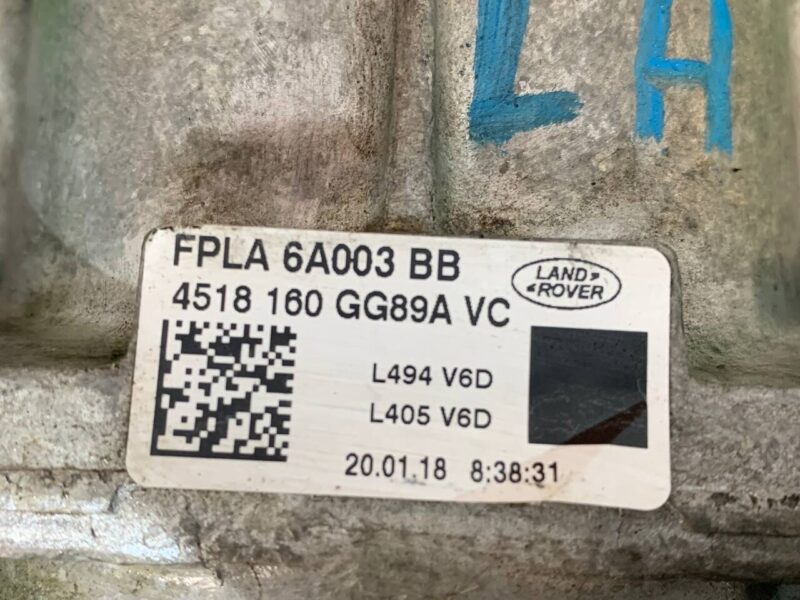 LA
FPLA 6A003 BB
LAND
ROVER
4518 160 GG89A VC
L494 V6D
L405 V6D
20.01.18 8:38:31